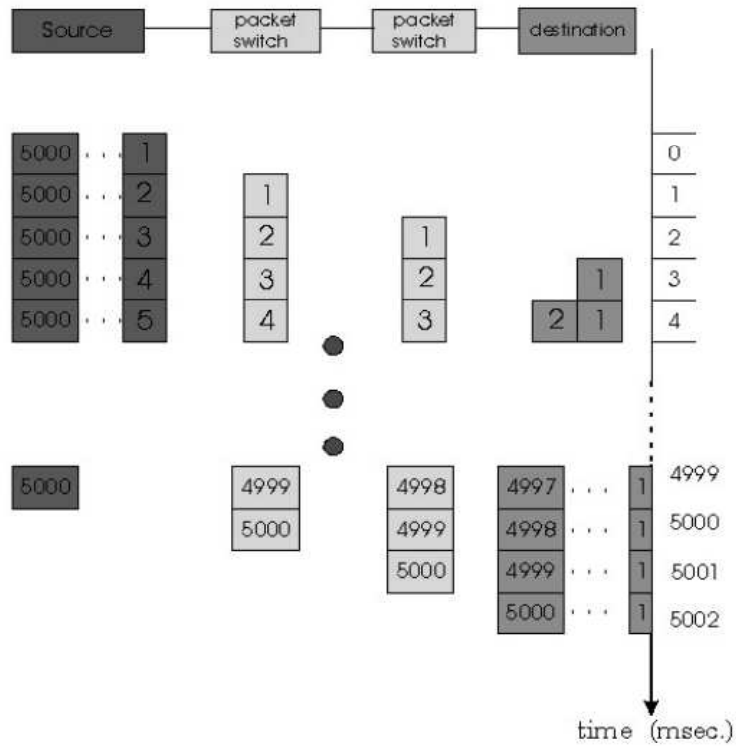 Source packet switch packet switch destination
5000 · · · 1 0
5000 · · · 2 1 1
5000 · · · 3 2 1 2
5000 · · · 4 3 2 1 3
5000 · · · 5 4 3 2 1 4
5000 4999 4998 4997 · · · 1 4999
5000 4999 4998 · · · 1 5000
5000 4999 · · · 1 5001
5000 · · · 1 5002
time (msec.)